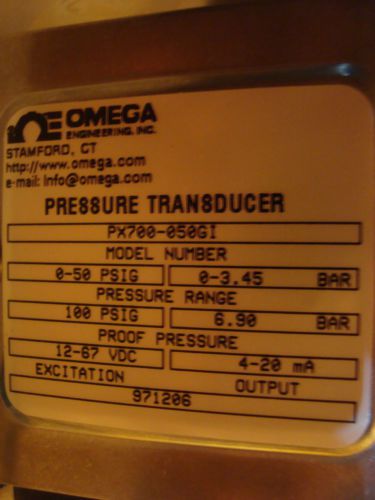 OMEGA
ENGINEERING, INC.
STAMFORD, CT
http://www.omega.com
e-mail: info@omega.com
PRESSURE TRANSDUCER
PX700-050GI
MODEL NUMBER
0-50 PSIG 0-3.45 BAR
PRESSURE RANGE
100 PSIG 6.90 BAR
PROOF PRESSURE
12-67 VDC 4-20 mA
EXCITATION OUTPUT
971206